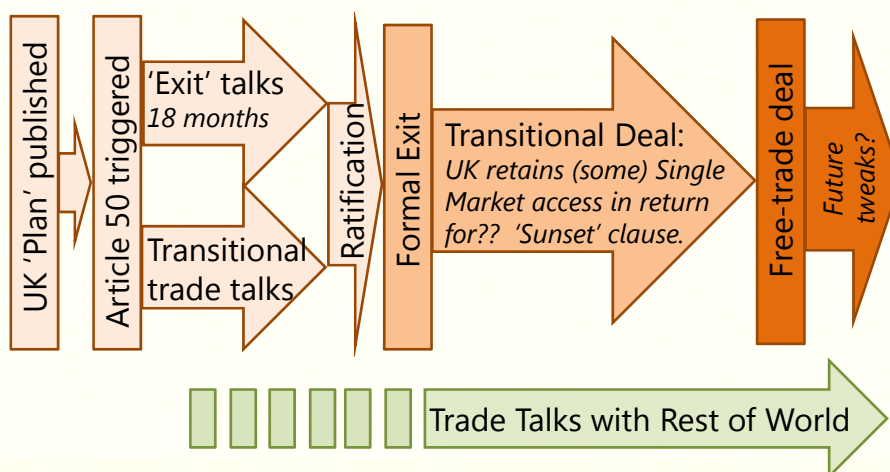 UK 'Plan' published
Article 50 triggered
'Exit' talks
18 months
Transitional
trade talks
Ratification
Formal Exit
Transitional Deal:
UK retains (some) Single
Market access in return
for?? 'Sunset' clause.
Free-trade deal
Future
tweaks?
Trade Talks with Rest of World